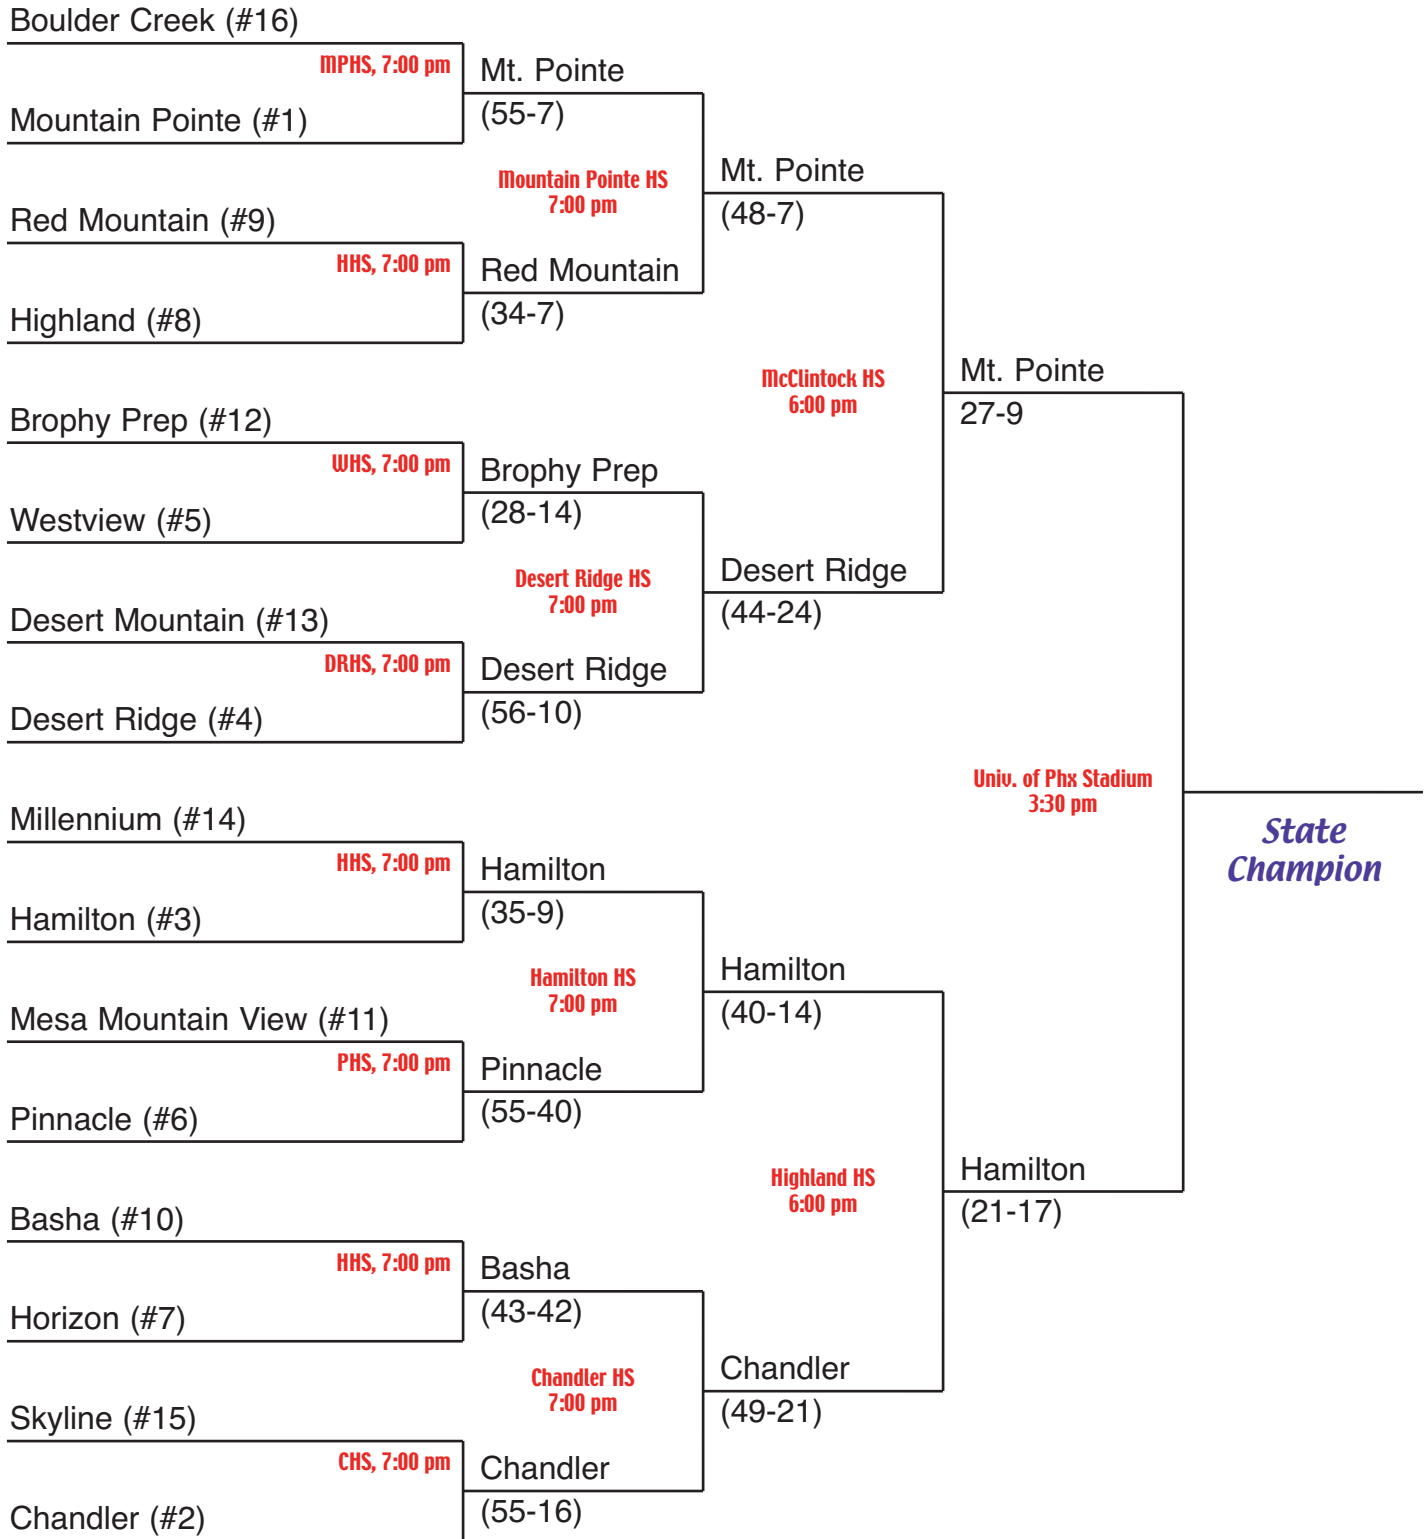 Boulder Creek (#16)
MPHS, 7:00 pm
Mt. Pointe
Mountain Pointe (#1)
(55-7)
Mountain Pointe HS
7:00 pm
Mt. Pointe
(48-7)
Red Mountain (#9)
HHS, 7:00 pm
Red Mountain
Highland (#8)
(34-7)
McClintock HS
6:00 pm
Mt. Pointe
27-9
Brophy Prep (#12)
WHS, 7:00 pm
Brophy Prep
Westview (#5)
(28-14)
Desert Ridge HS
7:00 pm
Desert Ridge
(44-24)
Desert Mountain (#13)
DRHS, 7:00 pm
Desert Ridge
Desert Ridge (#4)
(56-10)
Univ. of Phx Stadium
3:30 pm
State
Champion
Millennium (#14)
HHS, 7:00 pm
Hamilton
Hamilton (#3)
(35-9)
Hamilton HS
7:00 pm
Hamilton
(40-14)
Mesa Mountain View (#11)
PHS, 7:00 pm
Pinnacle
Pinnacle (#6)
(55-40)
Highland HS
6:00 pm
Hamilton
(21-17)
Basha (#10)
HHS, 7:00 pm
Basha
Horizon (#7)
(43-42)
Chandler HS
7:00 pm
Chandler
(49-21)
Skyline (#15)
CHS, 7:00 pm
Chandler
Chandler (#2)
(55-16)